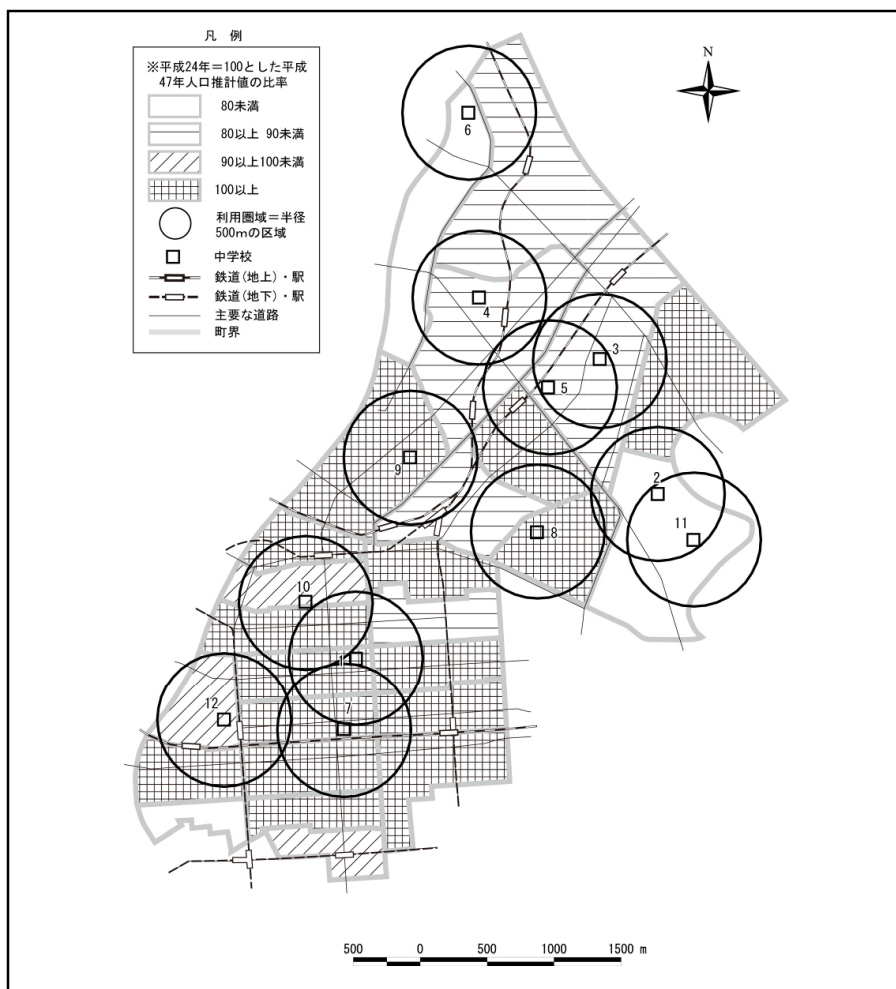 凡 例
※平成24年＝100とした平成
47年人口推計値の比率
80未満
80以上 90未満
90以上100未満
100以上
利用圏域＝半径
500mの区域
中学校
鉄道(地上)・駅
鉄道(地下)・駅
主要な道路
町界
N
6
4
3
5
9
2
11
8
10
1
12
7
500 0 500 1000 1500 m